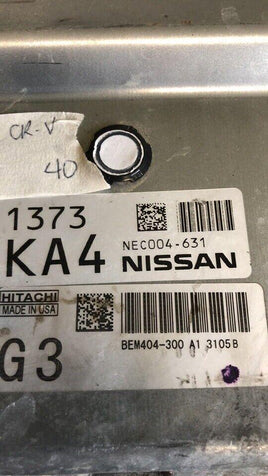 CR-V
40
1373
KA4
NEC004-631
NISSAN
HITACHI
MADE IN USA
G3
BEM404-300 A1 3105B